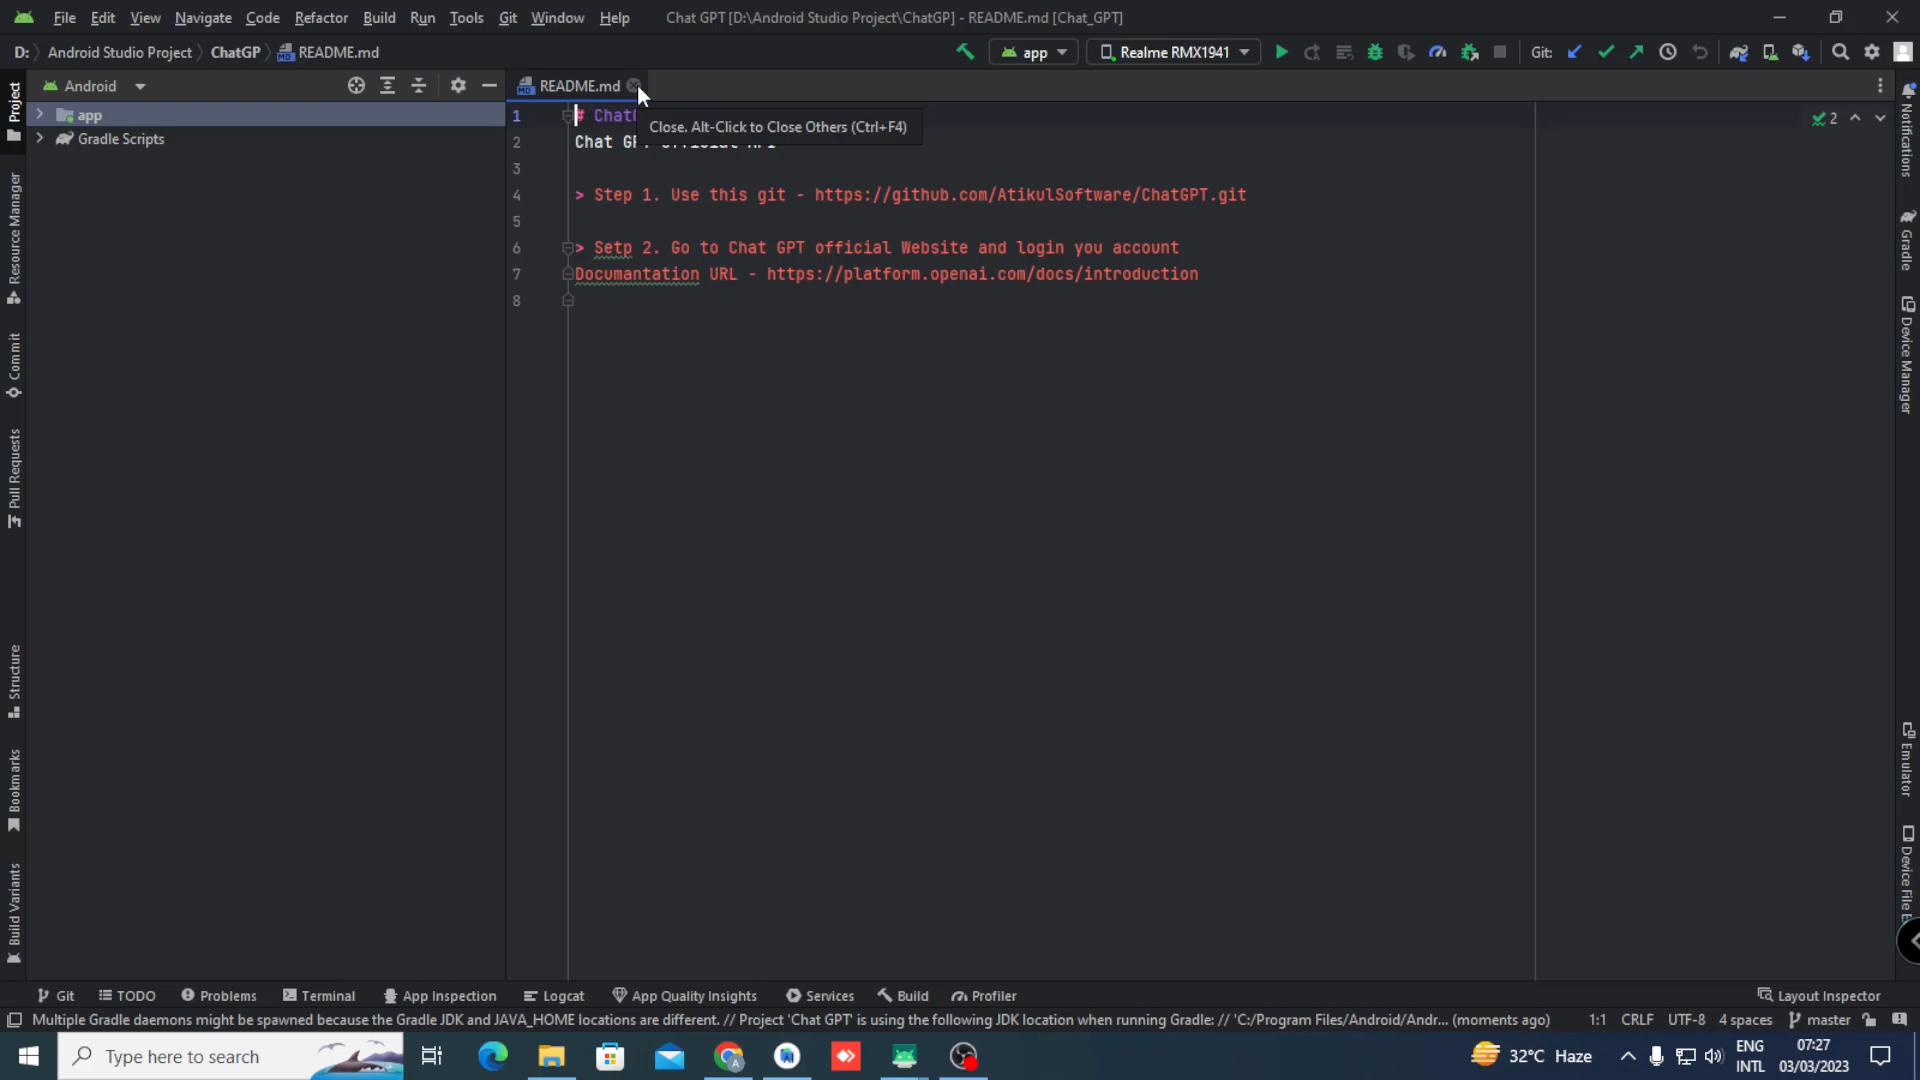 File Edit View Navigate Code Refactor Build Run Tools Git Window Help Chat GPT [D:\Android Studio Project\ChatGP] - README.md [Chat_GPT]
D: Android Studio Project ChatGP README.md app Realme RMX1941 Git:
Android
README.md
app
Gradle Scripts
Close. Alt-Click to Close Others (Ctrl+F4)
2
1 #
2 Chat
3
4 > Step 1. Use this git - https://github.com/AtikulSoftware/ChatGPT.git
5
6 > Setp 2. Go to Chat GPT official Website and login you account
7 Documantation URL - https://platform.openai.com/docs/introduction
8
Project
Resource Manager
Commit
Pull Requests
Structure
Bookmarks
Build Variants
Notifications
Gradle
Device Manager
Emulator
Device File
Git TODO Problems Terminal App Inspection Logcat App Quality Insights Services Build Profiler Layout Inspector
Multiple Gradle daemons might be spawned because the Gradle JDK and JAVA_HOME locations are different. // Project 'Chat GPT' is using the following JDK location when running Gradle: // 'C:/Program Files/Android/Andr... (moments ago) 1:1 CRLF UTF-8 4 spaces master
Type here to search
32°C Haze
ENG
INTL
07:27
03/03/2023